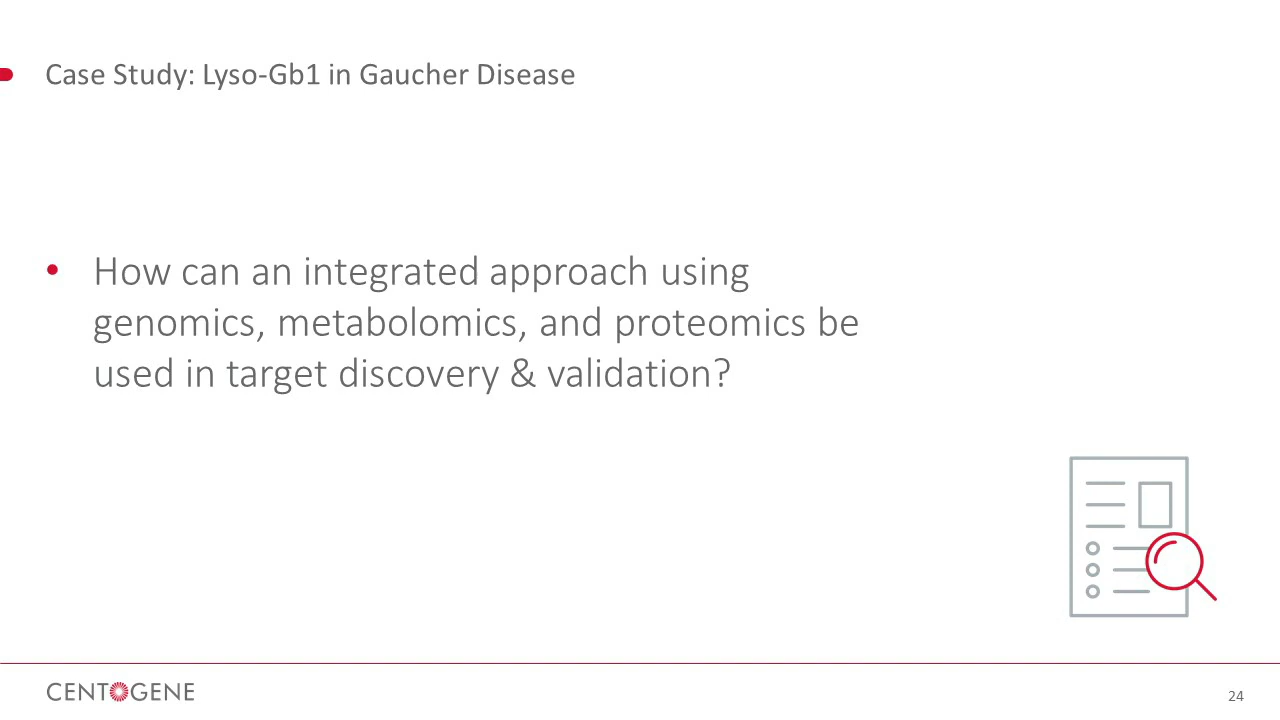 Case Study: Lyso-Gb1 in Gaucher Disease
• How can an integrated approach using
genomics, metabolomics, and proteomics be
used in target discovery & validation?
CENTOGENE
24